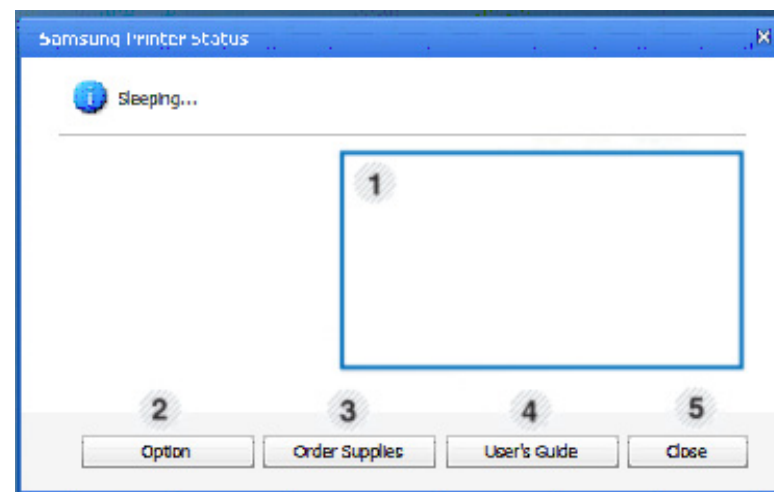 Samsung Printer Status
Sleeping...
1
2 3 4 5
Option Order Supplies User's Guide Close